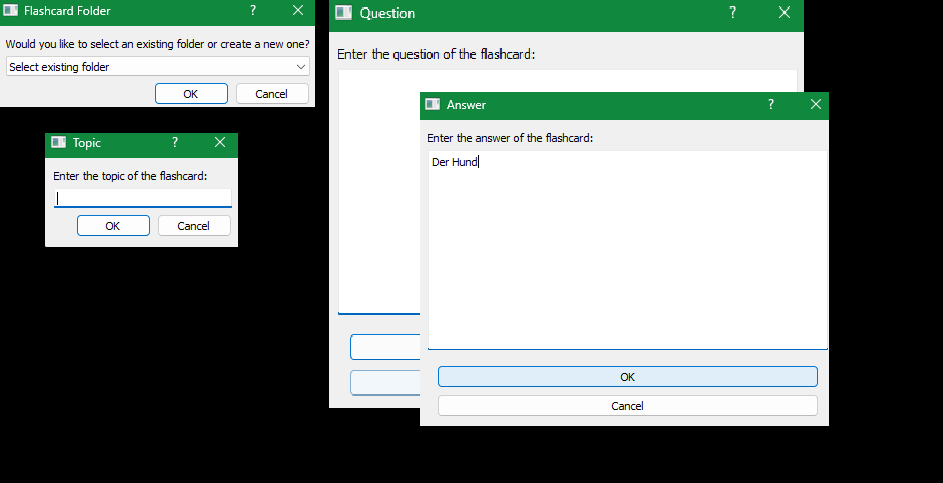 Flashcard Folder ?
Would you like to select an existing folder or create a new one?
Select existing folder
OK Cancel
Topic ?
Enter the topic of the flashcard:
OK Cancel
Question ?
Enter the question of the flashcard:
Answer ?
Enter the answer of the flashcard:
Der Hund
OK
Cancel